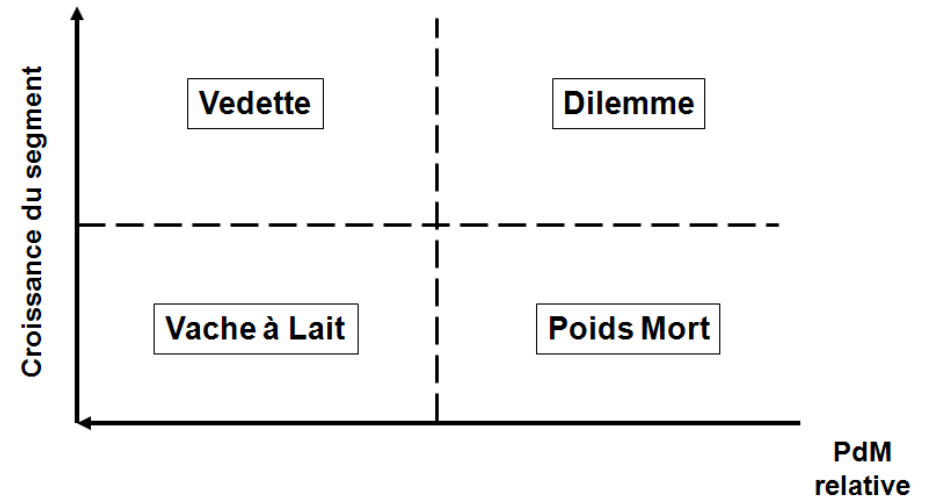 Croissance du segment
Vedette
Dilemme
Vache à Lait
Poids Mort
PdM
relative